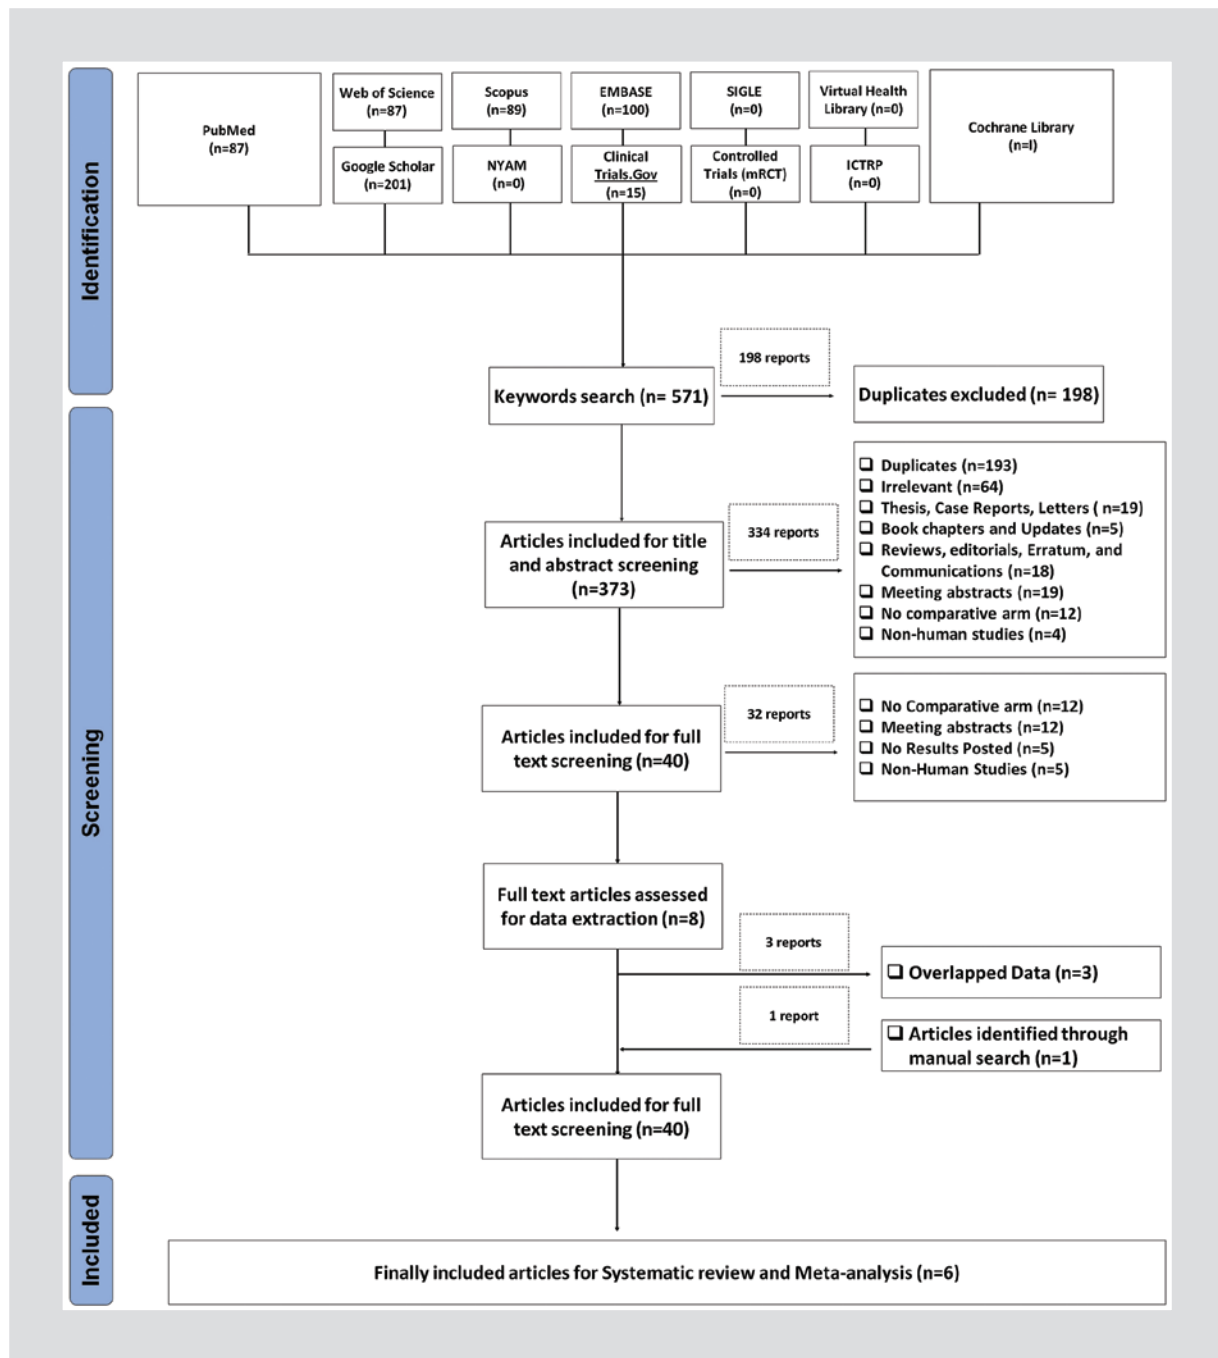 Identification
PubMed
(n=87)
Web of Science
(n=87)
Scopus
(n=89)
EMBASE
(n=100)
SIGLE
(n=0)
Virtual Health
Library (n=0)
Cochrane Library
(n=l)
Google Scholar
(n=201)
NYAM
(n=0)
Clinical
Trials.Gov
(n=15)
Controlled
Trials (mRCT)
(n=0)
ICTRP
(n=0)
198 reports
Keywords search (n= 571)
Duplicates excluded (n= 198)
Screening
Articles included for title
and abstract screening
(n=373)
334 reports
❑ Duplicates (n=193)
❑ Irrelevant (n=64)
❑ Thesis, Case Reports, Letters ( n=19)
❑ Book chapters and Updates (n=5)
❑ Reviews, editorials, Erratum, and
Communications (n=18)
❑ Meeting abstracts (n=19)
❑ No comparative arm (n=12)
❑ Non-human studies (n=4)
Articles included for full
text screening (n=40)
32 reports
❑ No Comparative arm (n=12)
❑ Meeting abstracts (n=12)
❑ No Results Posted (n=5)
❑ Non-Human Studies (n=5)
Full text articles assessed
for data extraction (n=8)
3 reports
❑ Overlapped Data (n=3)
1 report
❑ Articles identified through
manual search (n=1)
Articles included for full
text screening (n=40)
Included
Finally included articles for Systematic review and Meta-analysis (n=6)